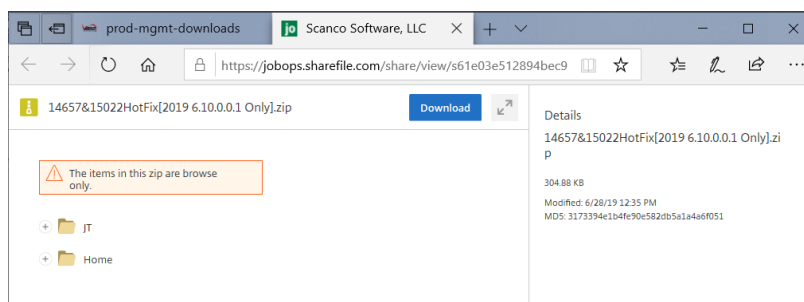 prod-mgmt-downloads
jo Scanco Software, LLC
https://jobops.sharefile.com/share/view/s61e03e512894bec9
14657&15022HotFix[2019 6.10.0.0.1 Only].zip
Download
The items in this zip are browse
only.
JT
Home
Details
14657&15022HotFix[2019 6.10.0.0.1 Only].zi
p
304.88 KB
Modified: 6/28/19 12:35 PM
MD5: 3173394e1b4fe90e582db5a1a4a6f051